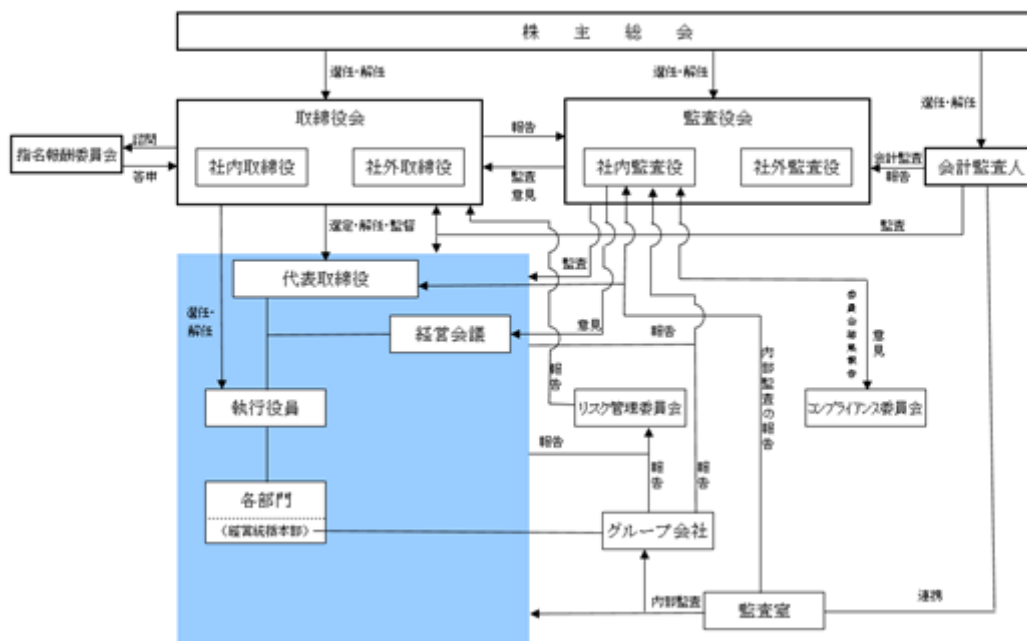 株主総会
選任・解任
選任・解任
選任・解任
取締役会
監査役会
諮問
報告
指名報酬委員会
社内取締役
社外取締役
社内監査役
社外監査役
会計監査
報告
会計監査人
答申
監査
意見
選定・解任・監督
監査
代表取締役
監査
選任・
解任
経営会議
意見
報告
内部監査の報告
委員会結果報告
意見
執行役員
報告
リスク管理委員会
コンプライアンス委員会
報告
報告
報告
各部門
(経営統括本部)
グループ会社
内部監査
監査室
連携